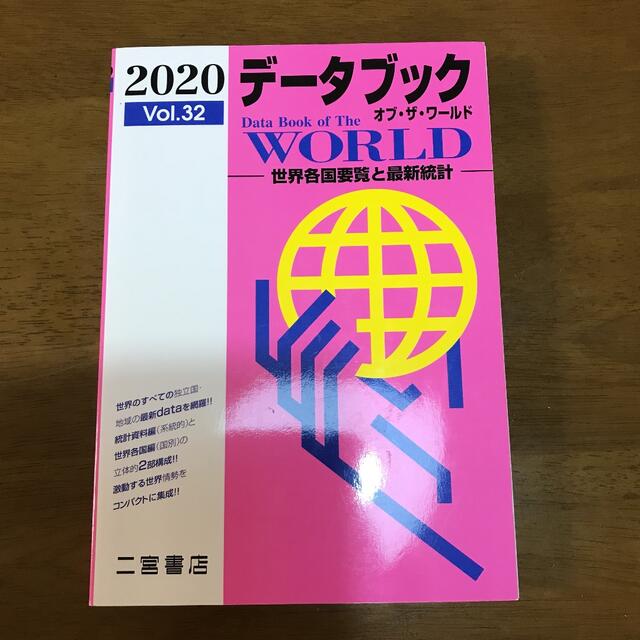 2020
Vol.32
データブック
オブ・ザ・ワールド
Data Book of The
WORLD
世界各国要覧と最新統計
世界のすべての独立国・
地域の最新dataを網羅!!
統計資料編(系統的)と
世界各国編(国別)の
立体的2部構成!!
激動する世界情勢を
コンパクトに集成!!
二宮書店